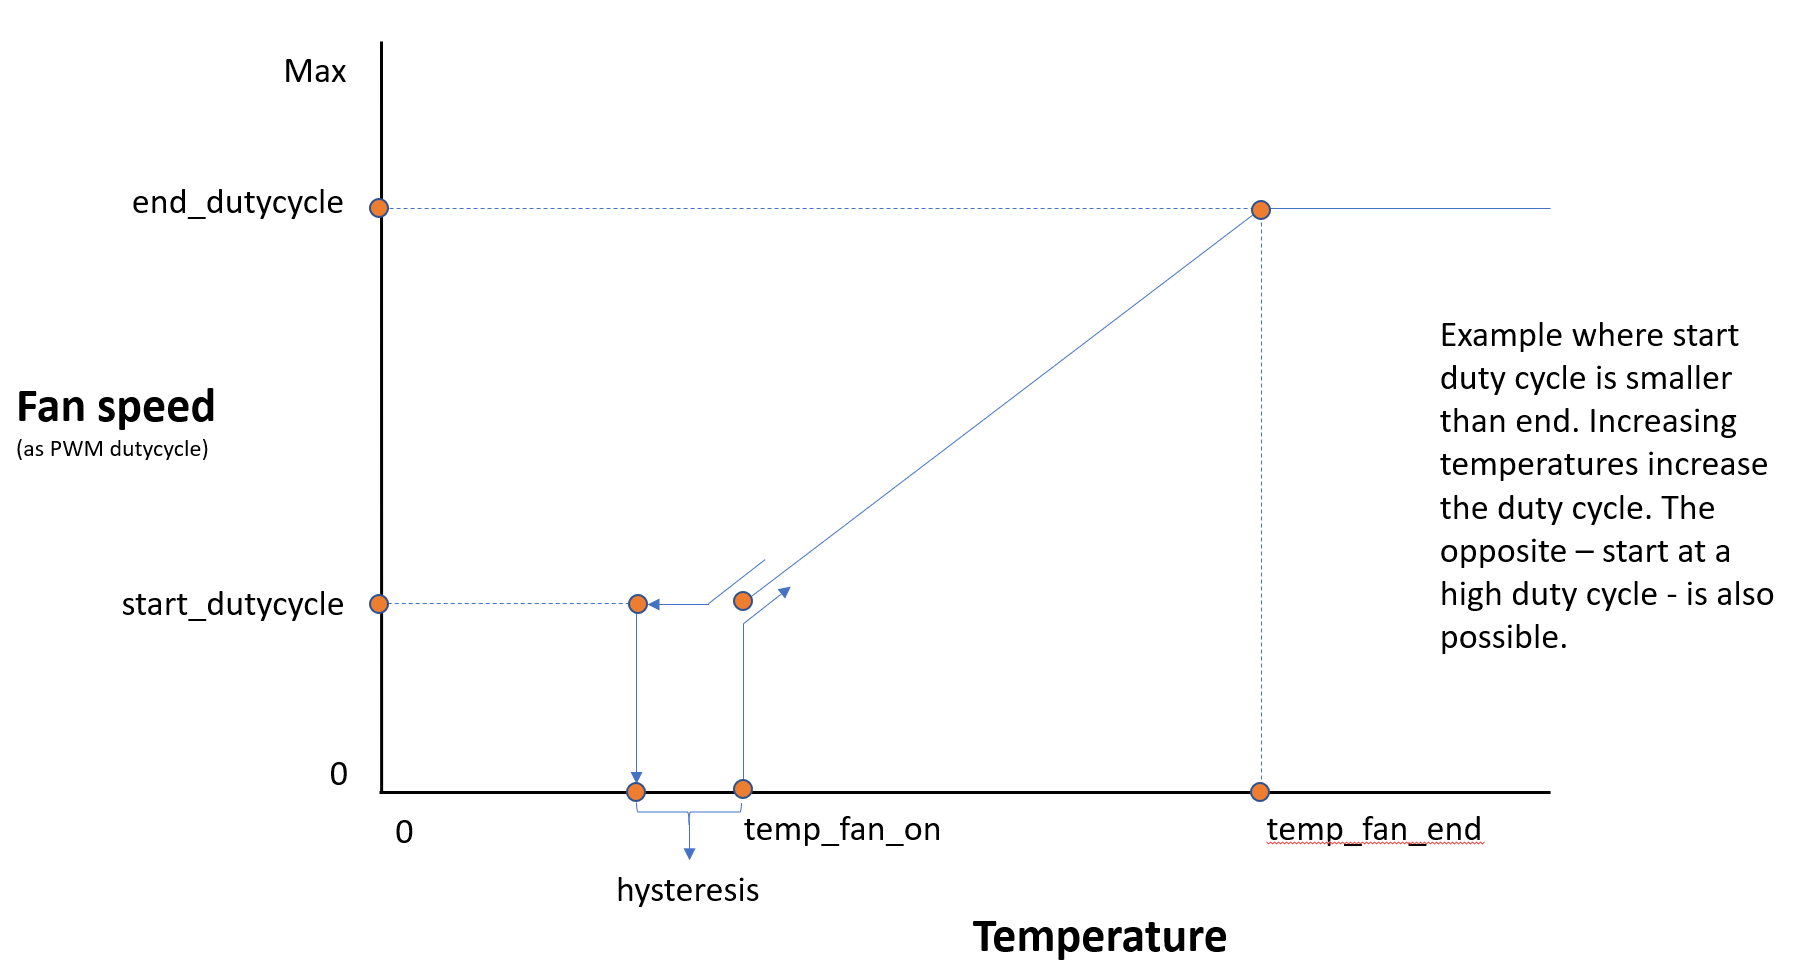 Max
end_dutycycle
Fan speed
(as PWM dutycycle)
start_dutycycle
0
0
temp_fan_on
temp_fan_end
hysteresis
Temperature
Example where start
duty cycle is smaller
than end. Increasing
temperatures increase
the duty cycle. The
opposite – start at a
high duty cycle - is also
possible.